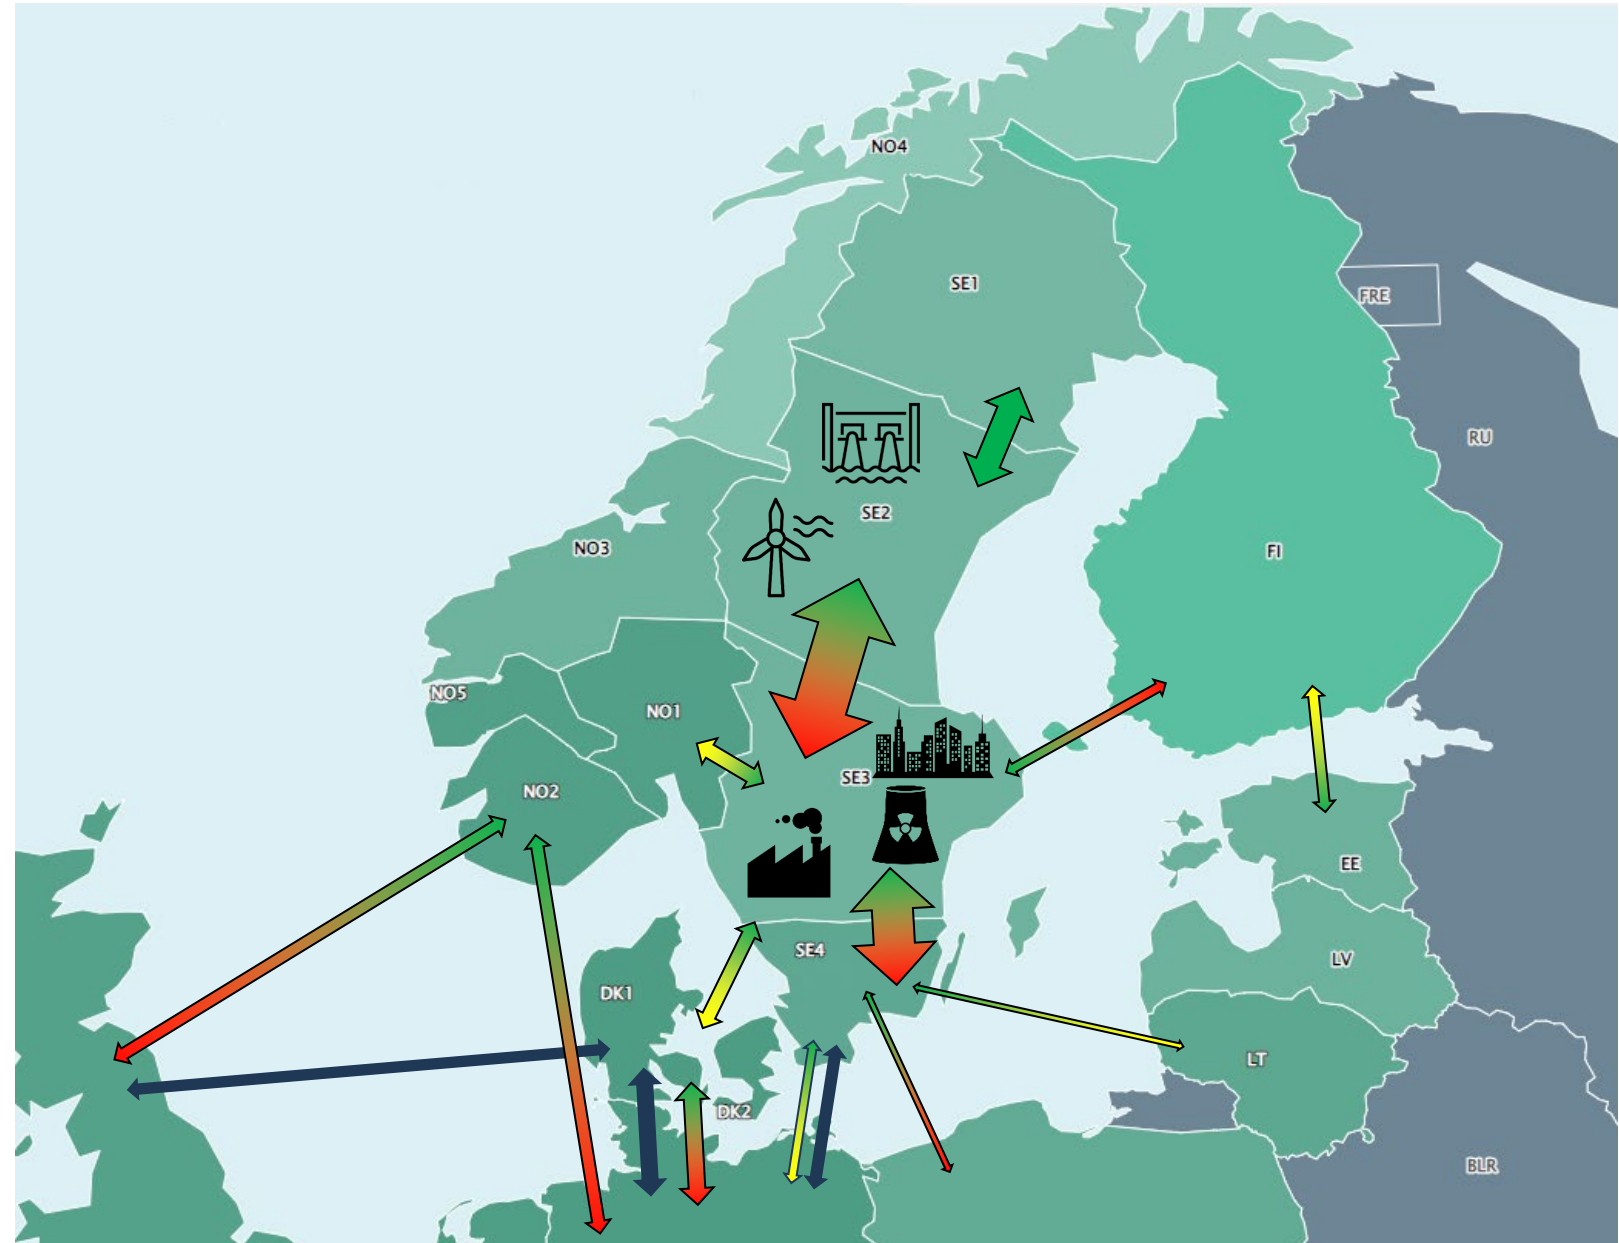 NO4
SE1
FRE
RU
SE2
NO3
FI
NO5
NO1
SE3
NO2
EE
SE4
LV
DK1
LT
DK2
BLR